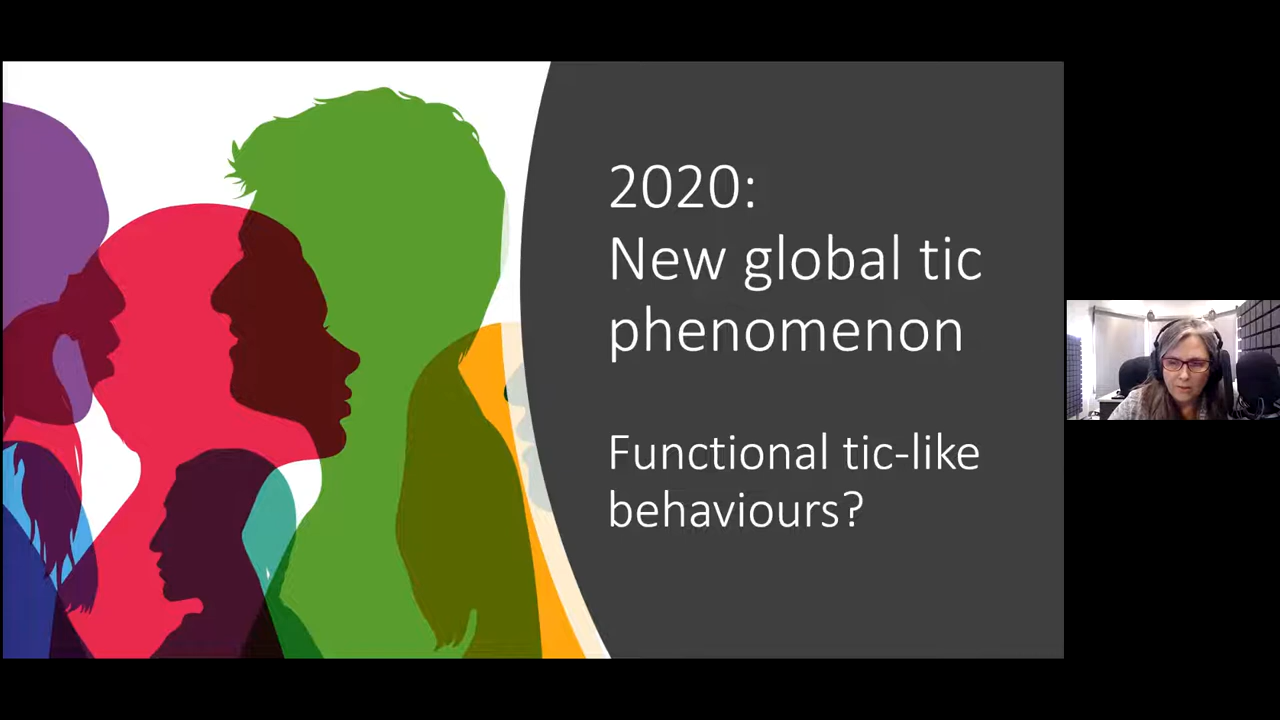 2020:
New global tic
phenomenon
Functional tic-like
behaviours?